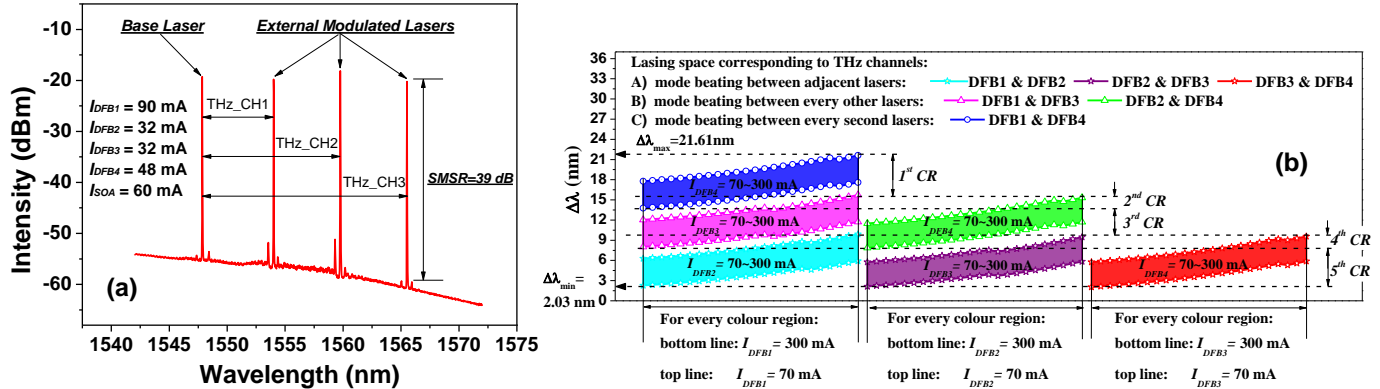 (a)
Base Laser
External Modulated Lasers
THz_CH1
THz_CH2
THz_CH3
I_DFB1 = 90 mA
I_DFB2 = 32 mA
I_DFB3 = 32 mA
I_DFB4 = 48 mA
I_SOA = 60 mA
SMSR=39 dB
Intensity (dBm)
-10
-20
-30
-40
-50
-60
1540 1545 1550 1555 1560 1565 1570 1575
Wavelength (nm)
(b)
Lasing space corresponding to THz channels:
A) mode beating between adjacent lasers: DFB1 & DFB2 DFB2 & DFB3 DFB3 & DFB4
B) mode beating between every other lasers: DFB1 & DFB3 DFB2 & DFB4
C) mode beating between every second lasers: DFB1 & DFB4
Δλmax =21.61nm
Δλ (nm)
36
33
30
27
24
21
18
15
12
9
6
3
0
Δλmin =
2.03 nm
I_DFB4 = 70~300 mA
I_DFB3 = 70~300 mA
I_DFB2 = 70~300 mA
I_DFB4 = 70~300 mA
I_DFB3 = 70~300 mA
I_DFB4 = 70~300 mA
1st CR
2nd CR
3rd CR
4th CR
5th CR
For every colour region: For every colour region: For every colour region:
bottom line: I_DFB1 = 300 mA bottom line: I_DFB2 = 300 mA bottom line: I_DFB3 = 300 mA
top line: I_DFB1 = 70 mA top line: I_DFB2 = 70 mA top line: I_DFB3 = 70 mA